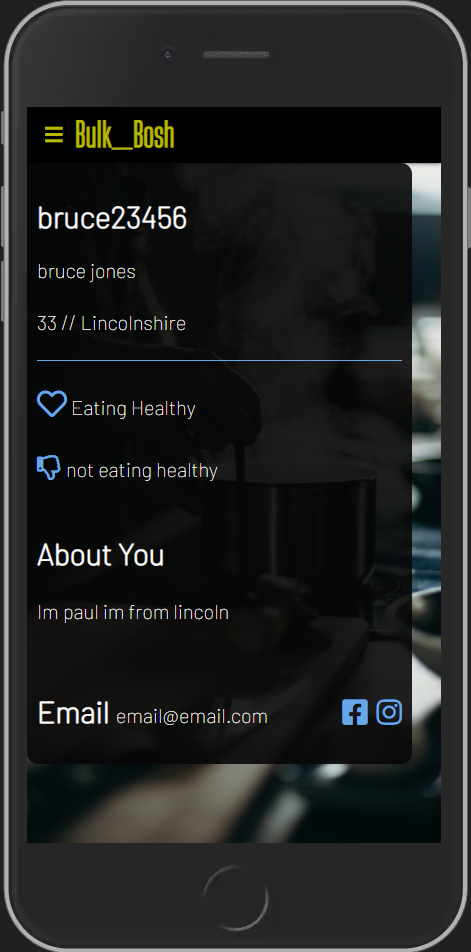 Bulk__Bosh
bruce23456
bruce jones
33 // Lincolnshire
Eating Healthy
not eating healthy
About You
Im paul im from lincoln
Email email@email.com